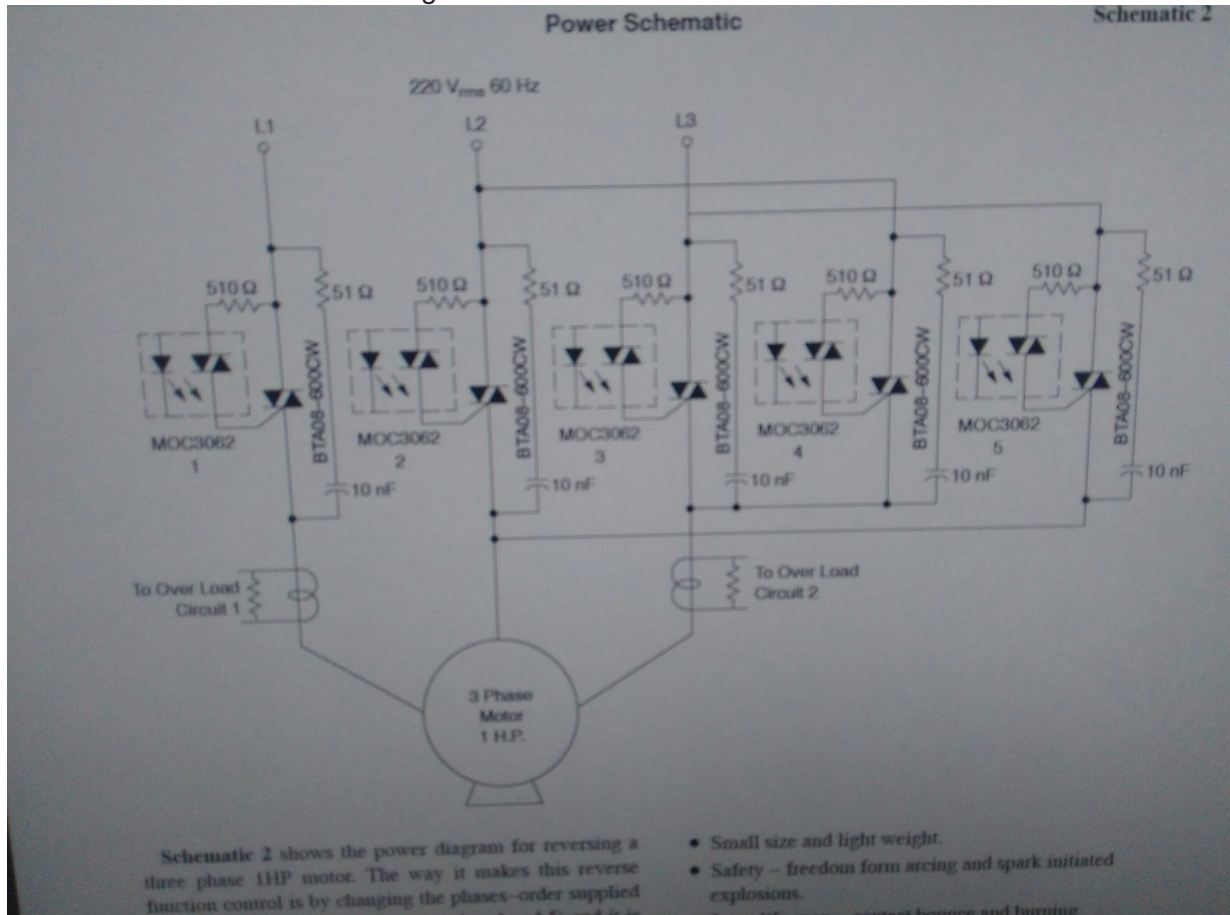 Power Schematic
Schematic 2
220 Vrms 60 Hz
L1
L2
L3
510 Ω
51 Ω
510 Ω
51 Ω
510 Ω
51 Ω
510 Ω
51 Ω
510 Ω
51 Ω
BTA08-600CW
BTA08-600CW
BTA08-600CW
BTA08-600CW
BTA08-600CW
MOC3062
1
MOC3062
2
MOC3062
3
MOC3062
4
MOC3062
5
10 nF
10 nF
10 nF
10 nF
10 nF
To Over Load
Circuit 1
To Over Load
Circuit 2
3 Phase
Motor
1 H.P.
Schematic 2 shows the power diagram for reversing a
three phase 1HP motor. The way it makes this reverse
function control is by changing the phases-order supplied
• Small size and light weight.
• Safety – freedom form arcing and spark initiated
explosions.
contact bounce and burning.